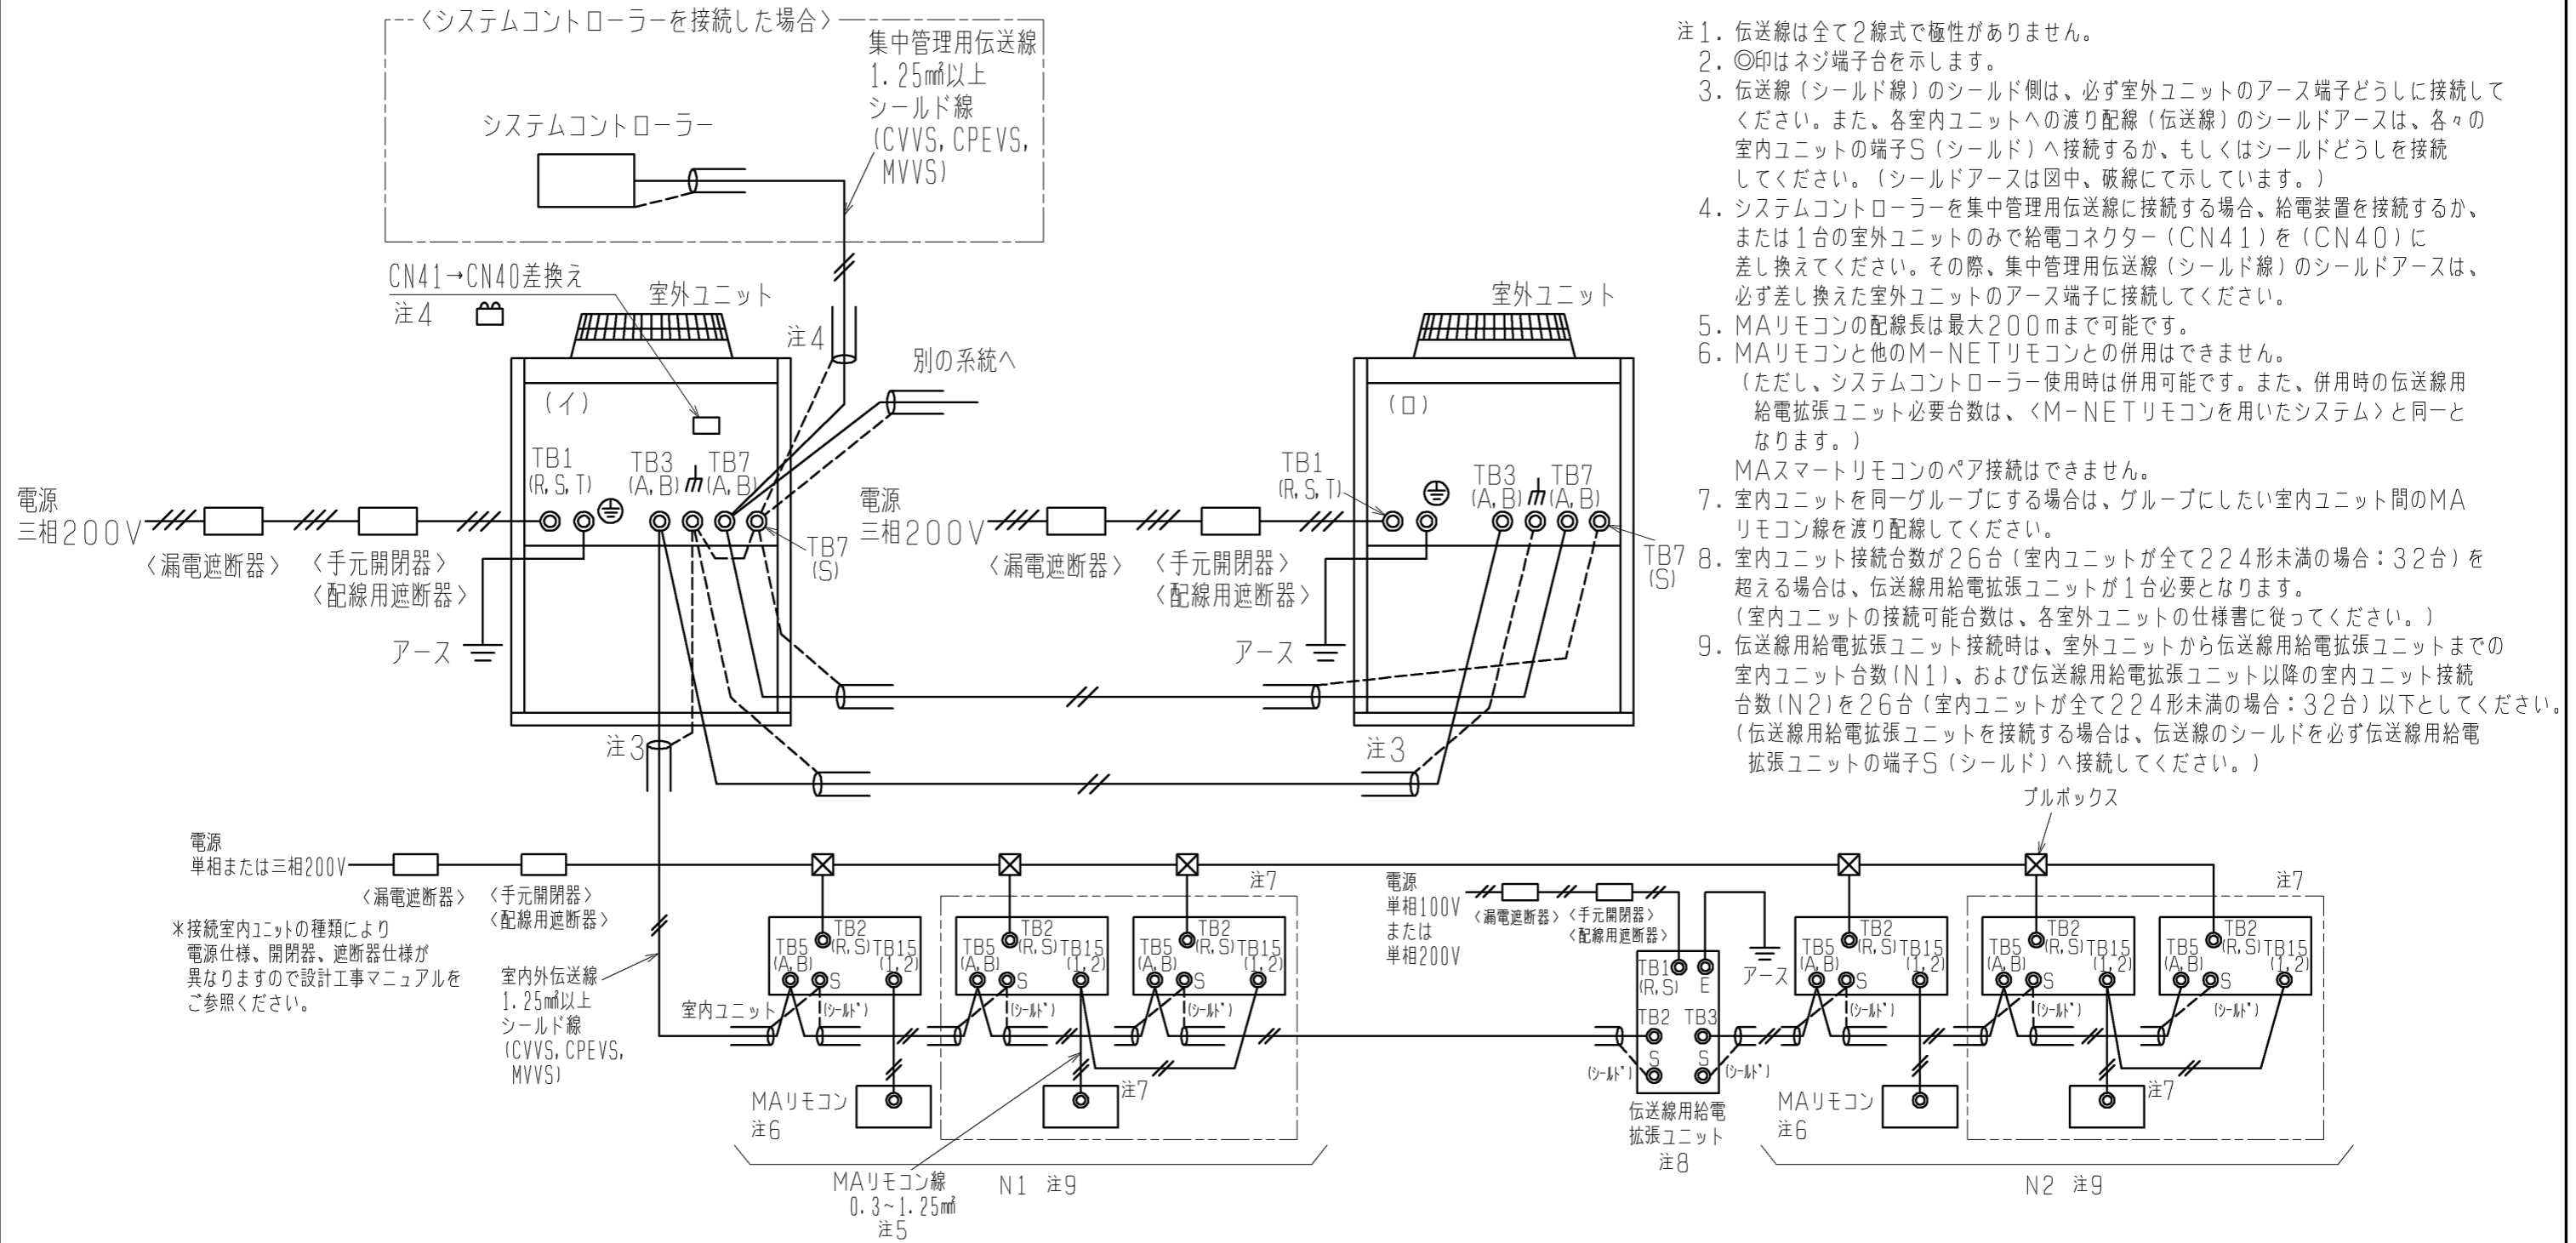 〈システムコントローラーを接続した場合〉
集中管理用伝送線
1.25㎟以上
シールド線
(CVVS, CPEVS,
MVVS)
システムコントローラー
CN41→CN40差換え
注4
室外ユニット
注4
別の系統へ
(イ)
TB1
(R, S, T)
TB3
(A, B)
TB7
(A, B)
TB7
(S)
電源
三相200V
〈漏電遮断器〉
〈手元開閉器〉
〈配線用遮断器〉
アース
注3
室外ユニット
(ロ)
TB1
(R, S, T)
TB3
(A, B)
TB7
(A, B)
TB7
(S)
電源
三相200V
〈漏電遮断器〉
〈手元開閉器〉
〈配線用遮断器〉
アース
注3
注1. 伝送線は全て2線式で極性がありません。
2. ◎印はネジ端子台を示します。
3. 伝送線(シールド線)のシールド側は、必ず室外ユニットのアース端子どうしに接続して
ください。また、各室内ユニットへの渡り配線(伝送線)のシールドアースは、各々の
室内ユニットの端子S(シールド)へ接続するか、もしくはシールドどうしを接続
してください。(シールドアースは図中、破線にて示しています。)
4. システムコントローラーを集中管理用伝送線に接続する場合、給電装置を接続するか、
または1台の室外ユニットのみで給電コネクター(CN41)を(CN40)に
差し換えてください。その際、集中管理用伝送線(シールド線)のシールドアースは、
必ず差し換えた室外ユニットのアース端子に接続してください。
5. MAリモコンの配線長は最大200mまで可能です。
6. MAリモコンと他のM-NETリモコンとの併用はできません。
(ただし、システムコントローラー使用時は併用可能です。また、併用時の伝送線用
給電拡張ユニット必要台数は、〈M-NETリモコンを用いたシステム〉と同一と
なります。)
MAスマートリモコンのペア接続はできません。
7. 室内ユニットを同一グループにする場合は、グループにしたい室内ユニット間のMA
リモコン線を渡り配線してください。
8. 室内ユニット接続台数が26台(室内ユニットが全て224形未満の場合:32台)を
超える場合は、伝送線用給電拡張ユニットが1台必要となります。
(室内ユニットの接続可能台数は、各室外ユニットの仕様書に従ってください。)
9. 伝送線用給電拡張ユニット接続時は、室外ユニットから伝送線用給電拡張ユニットまでの
室内ユニット台数(N1)、および伝送線用給電拡張ユニット以降の室内ユニット接続
台数(N2)を26台(室内ユニットが全て224形未満の場合:32台)以下としてください。
(伝送線用給電拡張ユニットを接続する場合は、伝送線のシールドを必ず伝送線用給電
拡張ユニットの端子S(シールド)へ接続してください。)
プルボックス
電源
単相または三相200V
〈漏電遮断器〉
〈手元開閉器〉
〈配線用遮断器〉
*接続室内ユニットの種類により
電源仕様、開閉器、遮断器仕様が
異なりますので設計工事マニュアルを
ご参照ください。
室内外伝送線
1.25㎟以上
シールド線
(CVVS, CPEVS,
MVVS)
室内ユニット
TB2
(R, S)
TB5
(A, B)
TB15
(1, 2)
S
(シールド)
MAリモコン
注6
注7
TB2
(R, S)
TB5
(A, B)
TB15
(1, 2)
S
(シールド)
注7
TB2
(R, S)
TB5
(A, B)
TB15
(1, 2)
S
(シールド)
MAリモコン線
0.3~1.25㎟
注5
N1 注9
電源
単相100V
または
単相200V
〈漏電遮断器〉
〈手元開閉器〉
〈配線用遮断器〉
アース
TB1
(R, S)
E
TB2
TB3
S
S
(シールド)
(シールド)
伝送線用給電
拡張ユニット
注8
TB2
(R, S)
TB5
(A, B)
TB15
(1, 2)
S
(シールド)
MAリモコン
注6
注7
TB2
(R, S)
TB5
(A, B)
TB15
(1, 2)
S
(シールド)
注7
TB2
(R, S)
TB5
(A, B)
TB15
(1, 2)
S
(シールド)
N2 注9